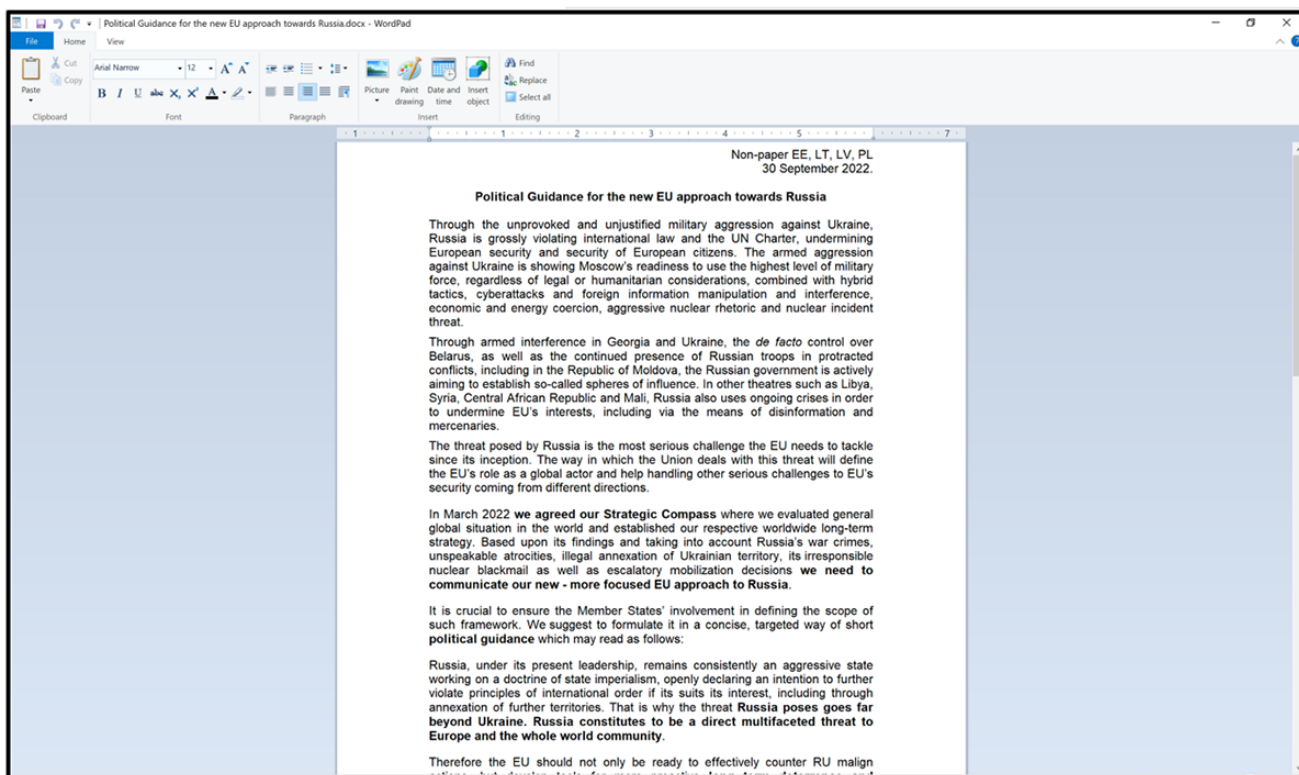 Political Guidance for the new EU approach towards Russia.docx - WordPad
File Home View
Paste
Cut
Copy
Clipboard
Arial Narrow 12 A A
B I U abc X₂ X² A
Font
Paragraph
Picture
Paint drawing
Date and time
Insert object
Insert
Find
Replace
Select all
Editing
1 1 2 3 4 5 7
Non-paper EE, LT, LV, PL
30 September 2022.
Political Guidance for the new EU approach towards Russia
Through the unprovoked and unjustified military aggression against Ukraine,
Russia is grossly violating international law and the UN Charter, undermining
European security and security of European citizens. The armed aggression
against Ukraine is showing Moscow's readiness to use the highest level of military
force, regardless of legal or humanitarian considerations, combined with hybrid
tactics, cyberattacks and foreign information manipulation and interference,
economic and energy coercion, aggressive nuclear rhetoric and nuclear incident
threat.
Through armed interference in Georgia and Ukraine, the de facto control over
Belarus, as well as the continued presence of Russian troops in protracted
conflicts, including in the Republic of Moldova, the Russian government is actively
aiming to establish so-called spheres of influence. In other theatres such as Libya,
Syria, Central African Republic and Mali, Russia also uses ongoing crises in order
to undermine EU's interests, including via the means of disinformation and
mercenaries.
The threat posed by Russia is the most serious challenge the EU needs to tackle
since its inception. The way in which the Union deals with this threat will define
the EU's role as a global actor and help handling other serious challenges to EU's
security coming from different directions.
In March 2022 we agreed our Strategic Compass where we evaluated general
global situation in the world and established our respective worldwide long-term
strategy. Based upon its findings and taking into account Russia's war crimes,
unspeakable atrocities, illegal annexation of Ukrainian territory, its irresponsible
nuclear blackmail as well as escalatory mobilization decisions we need to
communicate our new - more focused EU approach to Russia.
It is crucial to ensure the Member States' involvement in defining the scope of
such framework. We suggest to formulate it in a concise, targeted way of short
political guidance which may read as follows:
Russia, under its present leadership, remains consistently an aggressive state
working on a doctrine of state imperialism, openly declaring an intention to further
violate principles of international order if its suits its interest, including through
annexation of further territories. That is why the threat Russia poses goes far
beyond Ukraine. Russia constitutes to be a direct multifaceted threat to
Europe and the whole world community.
Therefore the EU should not only be ready to effectively counter RU malign